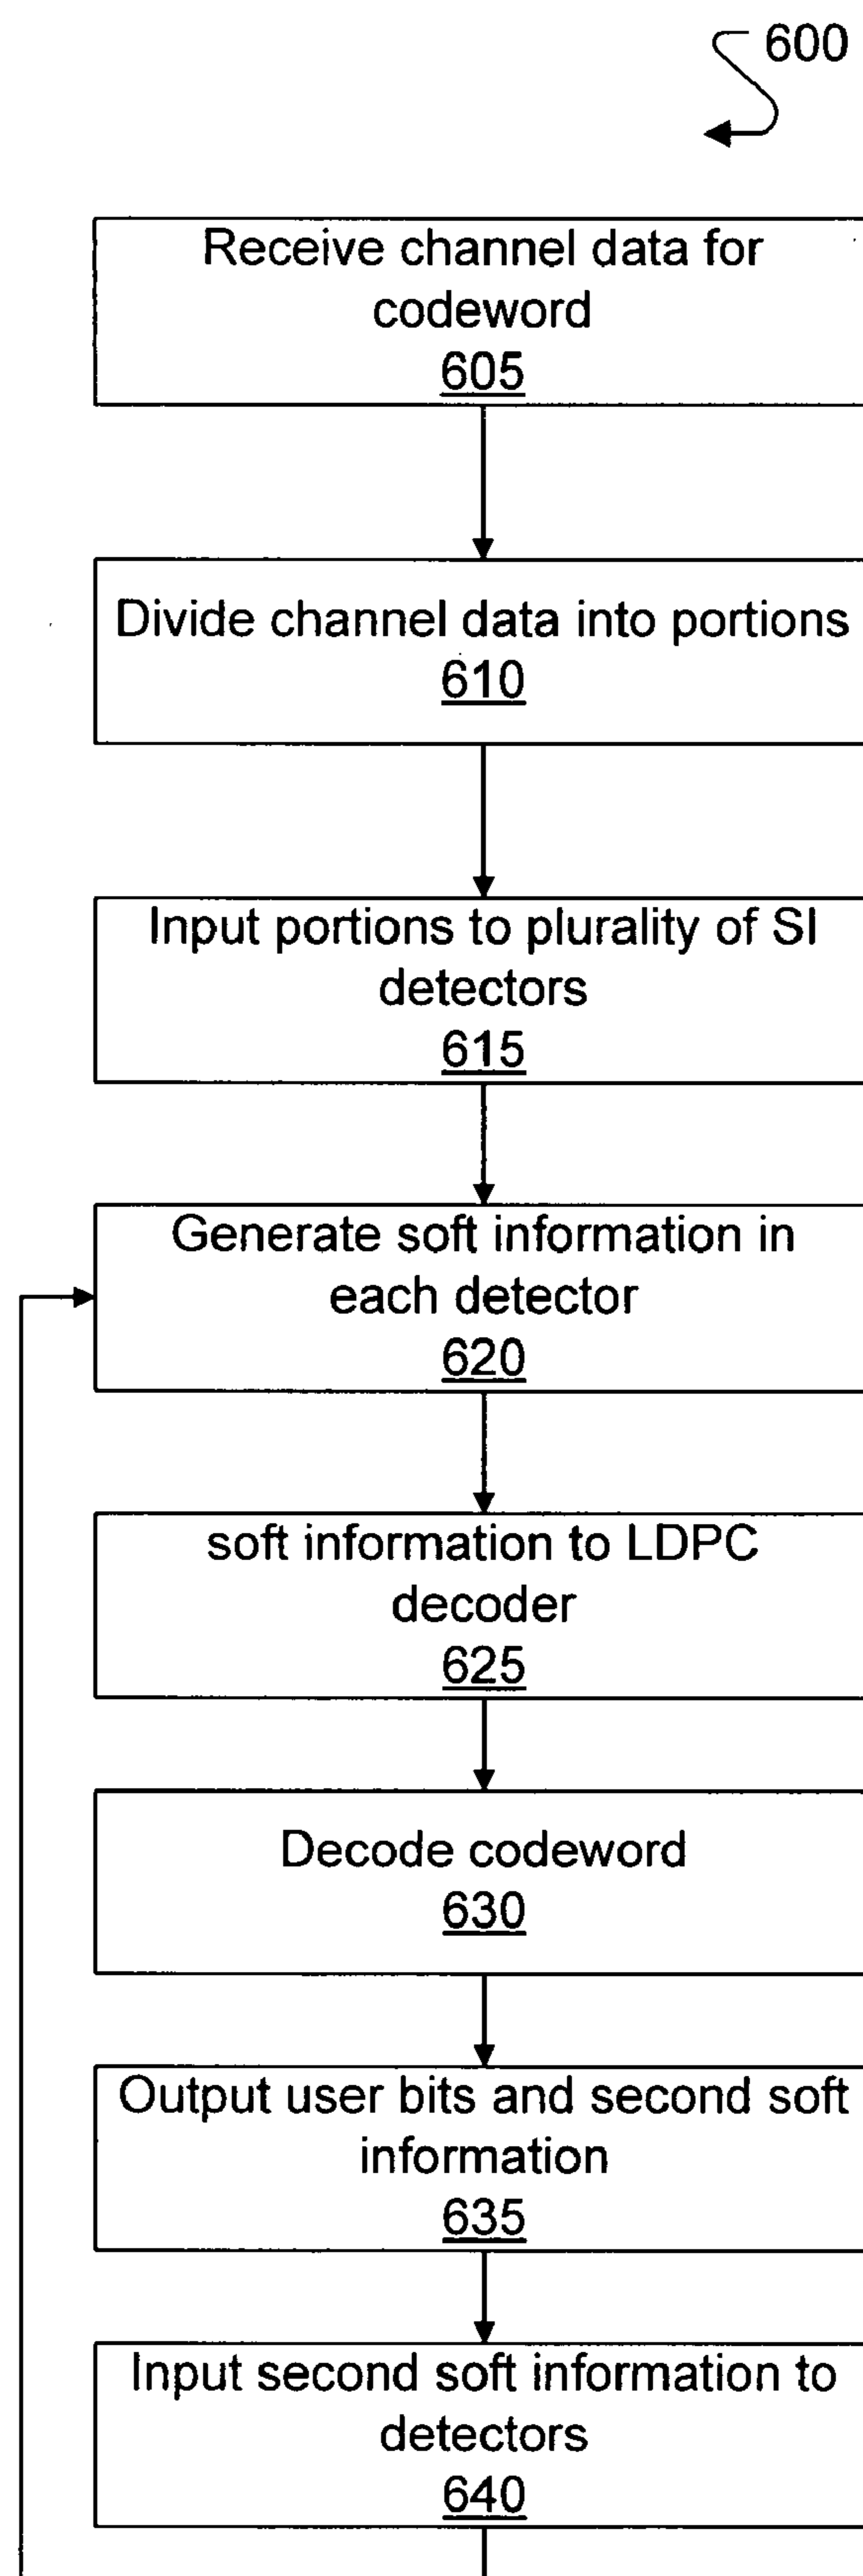 600
Receive channel data for
codeword
605
Divide channel data into portions
610
Input portions to plurality of SI
detectors
615
Generate soft information in
each detector
620
soft information to LDPC
decoder
625
Decode codeword
630
Output user bits and second soft
information
635
Input second soft information to
detectors
640